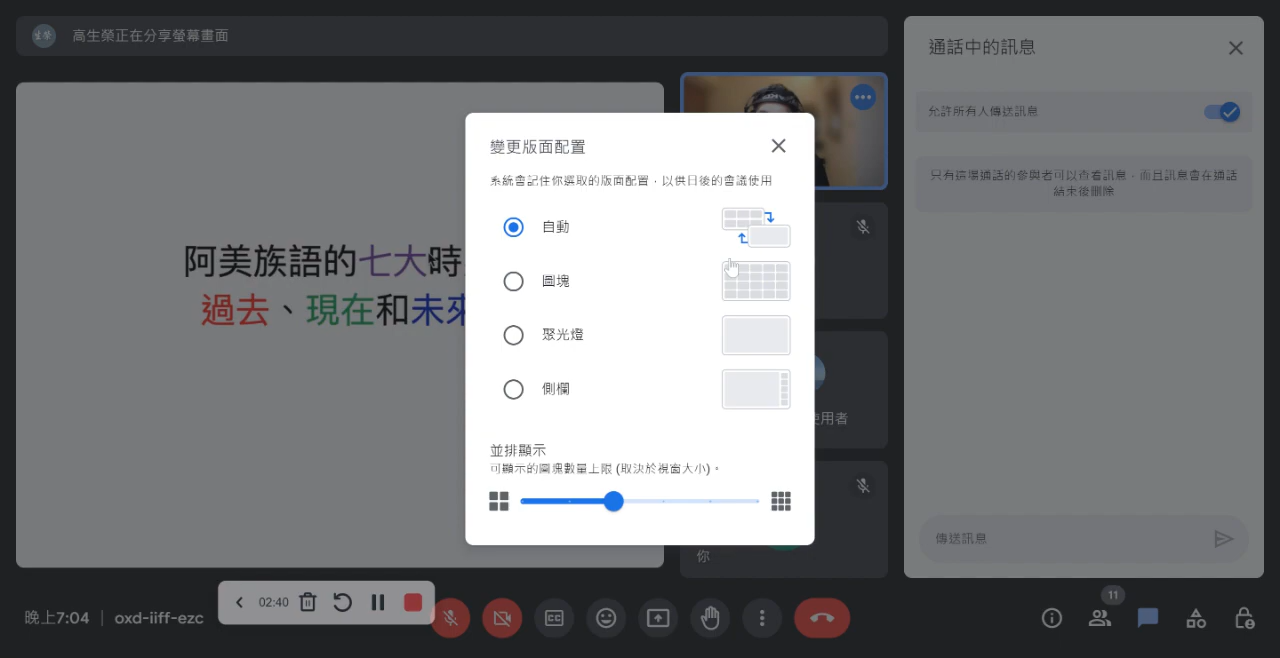 生榮
高生榮正在分享螢幕畫面
阿美族語的七大時
過去、現在和未來
變更版面配置
系統會記住你選取的版面配置，以供日後的會議使用
自動
圖塊
聚光燈
側欄
並排顯示
可顯示的圖塊數量上限 (取決於視窗大小)。
使用者
你
通話中的訊息
允許所有人傳送訊息
只有這場通話的參與者可以查看訊息，而且訊息會在通話
結束後刪除
傳送訊息
晚上7:04 | oxd-iiff-ezc
02:40
CC
11